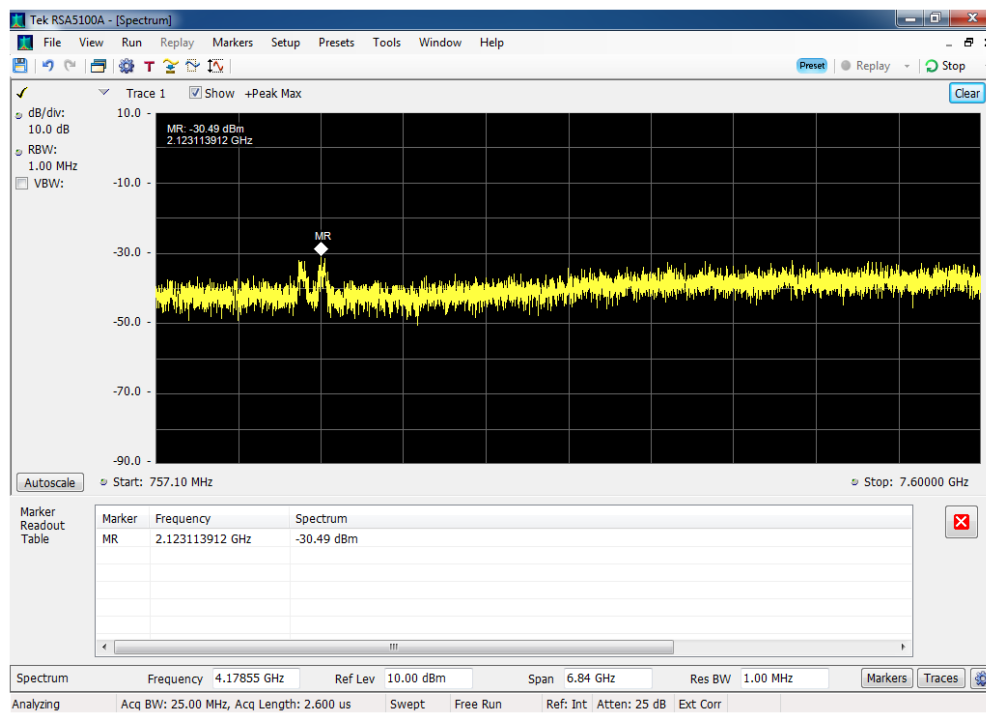 Tek RSA5100A - [Spectrum]
File View Run Replay Markers Setup Presets Tools Window Help
T Preset Replay Stop
Trace 1 Show +Peak Max Clear
dB/div:
10.0 dB
RBW:
1.00 MHz
VBW:
10.0
MR: -30.49 dBm
2.123113912 GHz
-10.0
MR
-30.0
-50.0
-70.0
-90.0
Autoscale Start: 757.10 MHz Stop: 7.60000 GHz
Marker
Readout
Table
Marker Frequency Spectrum
MR 2.123113912 GHz -30.49 dBm
Spectrum Frequency 4.17855 GHz Ref Lev 10.00 dBm Span 6.84 GHz Res BW 1.00 MHz Markers Traces
Analyzing Acq BW: 25.00 MHz, Acq Length: 2.600 us Swept Free Run Ref: Int Atten: 25 dB Ext Corr